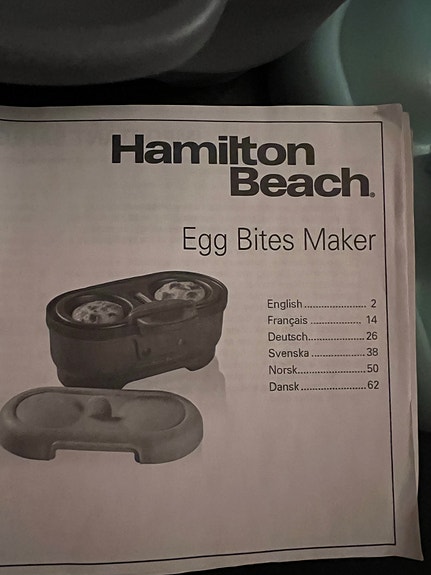 Hamilton
Beach®
Egg Bites Maker
English ...................... 2
Français .................. 14
Deutsch.................... 26
Svenska ................... 38
Norsk........................ 50
Dansk....................... 62